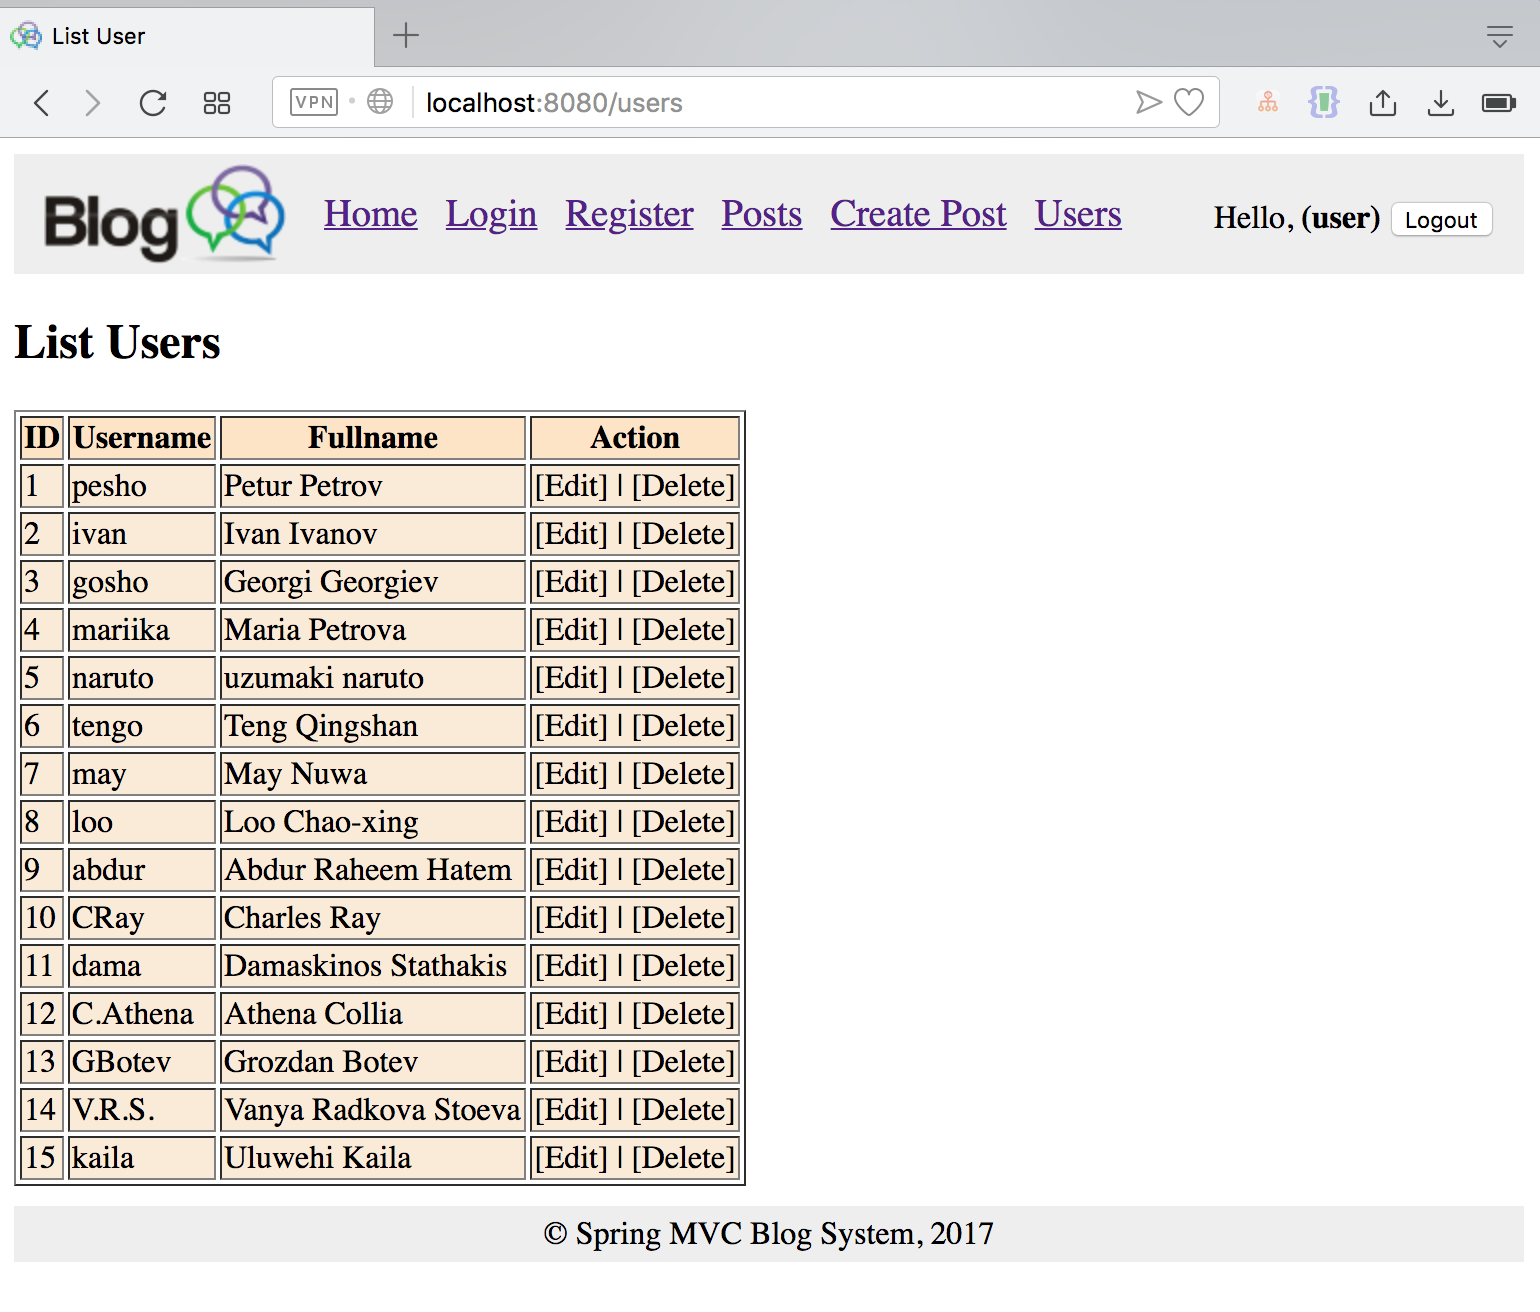 List User
VPN localhost:8080/users
Blog Home Login Register Posts Create Post Users Hello, (user) Logout
List Users
ID Username Fullname Action
1 pesho Petur Petrov [Edit] | [Delete]
2 ivan Ivan Ivanov [Edit] | [Delete]
3 gosho Georgi Georgiev [Edit] | [Delete]
4 mariika Maria Petrova [Edit] | [Delete]
5 naruto uzumaki naruto [Edit] | [Delete]
6 tengo Teng Qingshan [Edit] | [Delete]
7 may May Nuwa [Edit] | [Delete]
8 loo Loo Chao-xing [Edit] | [Delete]
9 abdur Abdur Raheem Hatem [Edit] | [Delete]
10 CRay Charles Ray [Edit] | [Delete]
11 dama Damaskinos Stathakis [Edit] | [Delete]
12 C.Athena Athena Collia [Edit] | [Delete]
13 GBotev Grozdan Botev [Edit] | [Delete]
14 V.R.S. Vanya Radkova Stoeva [Edit] | [Delete]
15 kaila Uluwehi Kaila [Edit] | [Delete]
© Spring MVC Blog System, 2017